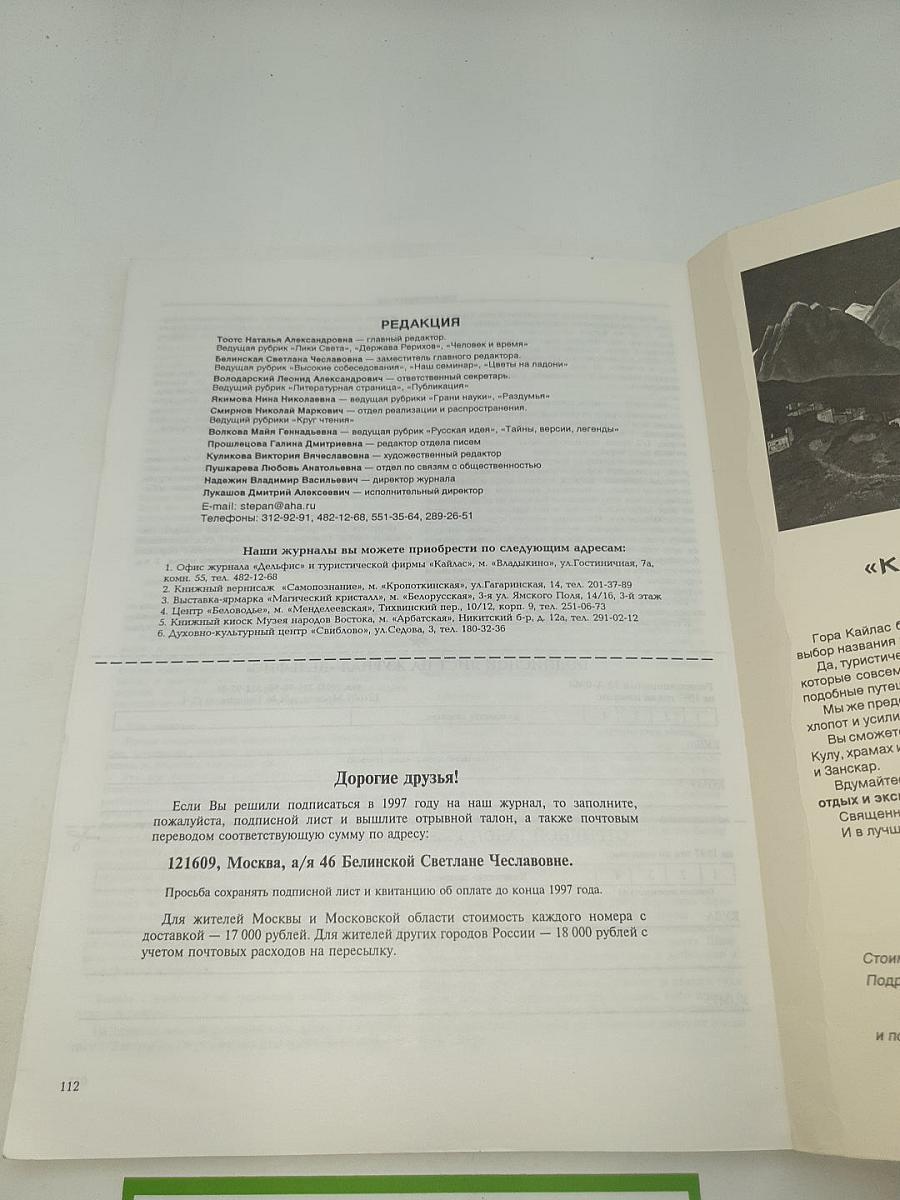 РЕДАКЦИЯ
Тоотс Наталья Александровна — главный редактор.
Ведущая рубрик «Лики Света», «Держава Рерихов», «Человек и время»
Белинская Светлана Чеславовна — заместитель главного редактора.
Ведущая рубрик «Высокие собеседования», «Наш семинар», «Цветы на ладони»
Володарский Леонид Александрович — ответственный секретарь.
Ведущий рубрик «Литературная страница», «Публикация»
Якимова Нина Николаевна — ведущая рубрики «Грани науки», «Раздумья»
Смирнов Николай Маркович — отдел реализации и распространения.
Ведущий рубрики «Круг чтения»
Волкова Майя Геннадьевна — ведущая рубрик «Русская идея», «Тайны, версии, легенды»
Прошлецова Галина Дмитриевна — редактор отдела писем
Куликова Виктория Вячеславовна — художественный редактор
Пушкарева Любовь Анатольевна — отдел по связям с общественностью
Надежин Владимир Васильевич — директор журнала
Лукашов Дмитрий Алексеевич — исполнительный директор
E-mail: stepan@aha.ru
Телефоны: 312-92-91, 482-12-68, 551-35-64, 289-26-51
Наши журналы вы можете приобрести по следующим адресам:
1. Офис журнала «Дельфис» и туристической фирмы «Кайлас», м. «Владыкино», ул.Гостиничная, 7а,
комн. 55, тел. 482-12-68
2. Книжный вернисаж «Самопознание», м. «Кропоткинская», ул.Гагаринская, 14, тел. 201-37-89
3. Выставка-ярмарка «Магический кристалл», м. «Белорусская», 3-я ул. Ямского Поля, 14/16, 3-й этаж
4. Центр «Беловодье», м. «Менделеевская», Тихвинский пер., 10/12, корп. 9, тел. 251-06-73
5. Книжный киоск Музея народов Востока, м. «Арбатская», Никитский б-р, д. 12а, тел. 291-02-12
6. Духовно-культурный центр «Свиблово», ул.Седова, 3, тел. 180-32-36
Дорогие друзья!
Если Вы решили подписаться в 1997 году на наш журнал, то заполните,
пожалуйста, подписной лист и вышлите отрывной талон, а также почтовым
переводом соответствующую сумму по адресу:
121609, Москва, а/я 46 Белинской Светлане Чеславовне.
Просьба сохранять подписной лист и квитанцию об оплате до конца 1997 года.
Для жителей Москвы и Московской области стоимость каждого номера с
доставкой — 17 000 рублей. Для жителей других городов России — 18 000 рублей с
учетом почтовых расходов на пересылку.
112
«К
Гора Кайлас б
выбор названия
Да, туристиче
которые совсем
подобные путеш
Мы же пред
хлопот и усили
Вы сможете
Кулу, храмах и
и Занскар.
Вдумайтес
отдых и экс
Священн
И в лучш
Стоим
Подр
и по